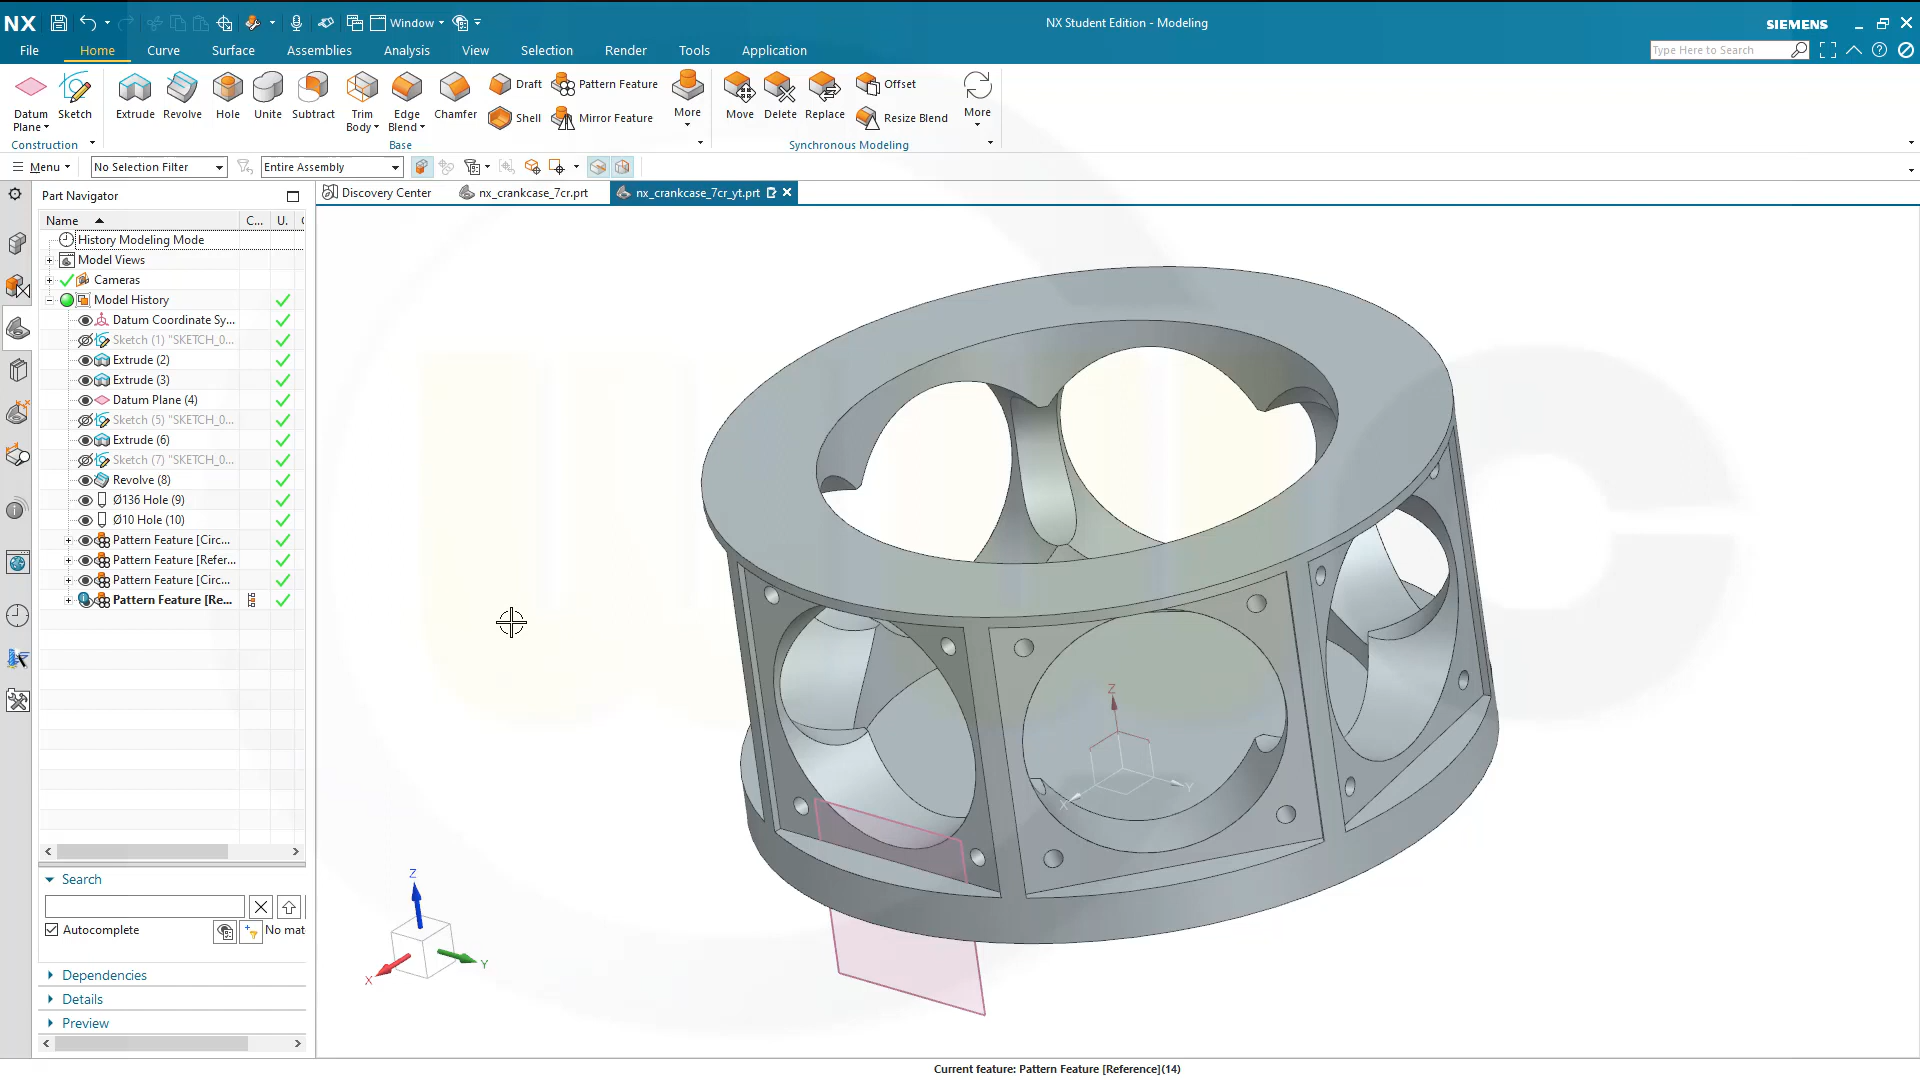 NX
Window
NX Student Edition - Modeling
SIEMENS
File
Home
Curve
Surface
Assemblies
Analysis
View
Selection
Render
Tools
Application
Type Here to Search
Datum Plane
Sketch
Extrude
Revolve
Hole
Unite
Subtract
Trim Body
Edge Blend
Chamfer
Draft
Shell
Pattern Feature
Mirror Feature
More
Move
Delete
Replace
Offset
Resize Blend
More
Construction
Base
Synchronous Modeling
Menu
No Selection Filter
Entire Assembly
Part Navigator
Discovery Center
nx_crankcase_7cr.prt
nx_crankcase_7cr_yt.prt
Name
C...
U.
History Modeling Mode
Model Views
Cameras
Model History
Datum Coordinate Sy...
Sketch (1) "SKETCH_0...
Extrude (2)
Extrude (3)
Datum Plane (4)
Sketch (5) "SKETCH_0...
Extrude (6)
Sketch (7) "SKETCH_0...
Revolve (8)
Ø136 Hole (9)
Ø10 Hole (10)
Pattern Feature [Circ...
Pattern Feature [Refer...
Pattern Feature [Circ...
Pattern Feature [Re...
Search
Autocomplete
No mat
Dependencies
Details
Preview
Z
Y
X
Z
Y
X
Current feature: Pattern Feature [Reference](14)